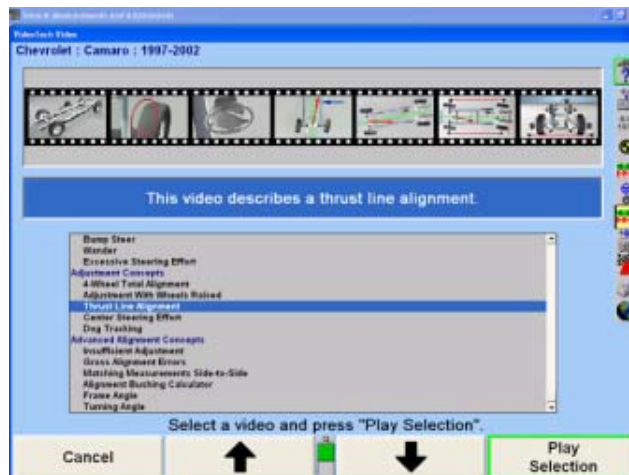 Chevrolet : Camaro : 1997-2002
This video describes a thrust line alignment.
Bump Steer
Wander
Excessive Steering Effort
Adjustment Concepts
4-Wheel Total Alignment
Adjustment With Wheels Raised
Thrust Line Alignment
Center Steering Effort
Dog Tracking
Advanced Alignment Concepts
Insufficient Adjustment
Gross Alignment Errors
Matching Measurements Side-to-Side
Alignment Bushing Calculator
Frame Angle
Turning Angle
Select a video and press "Play Selection".
Cancel
Play
Selection